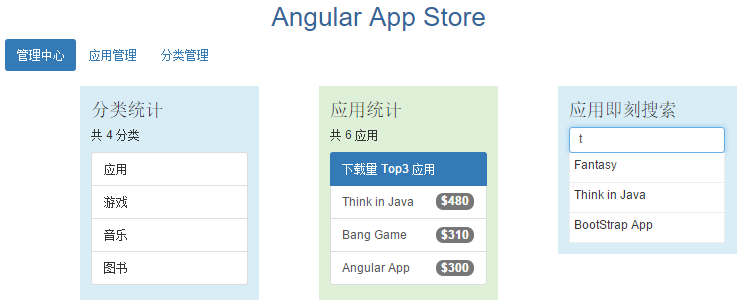 Angular App Store
管理中心 应用管理 分类管理
分类统计
共 4 分类
应用
游戏
音乐
图书
应用统计
共 6 应用
下载量 Top3 应用
Think in Java $480
Bang Game $310
Angular App $300
应用即刻搜索
t
Fantasy
Think in Java
BootStrap App